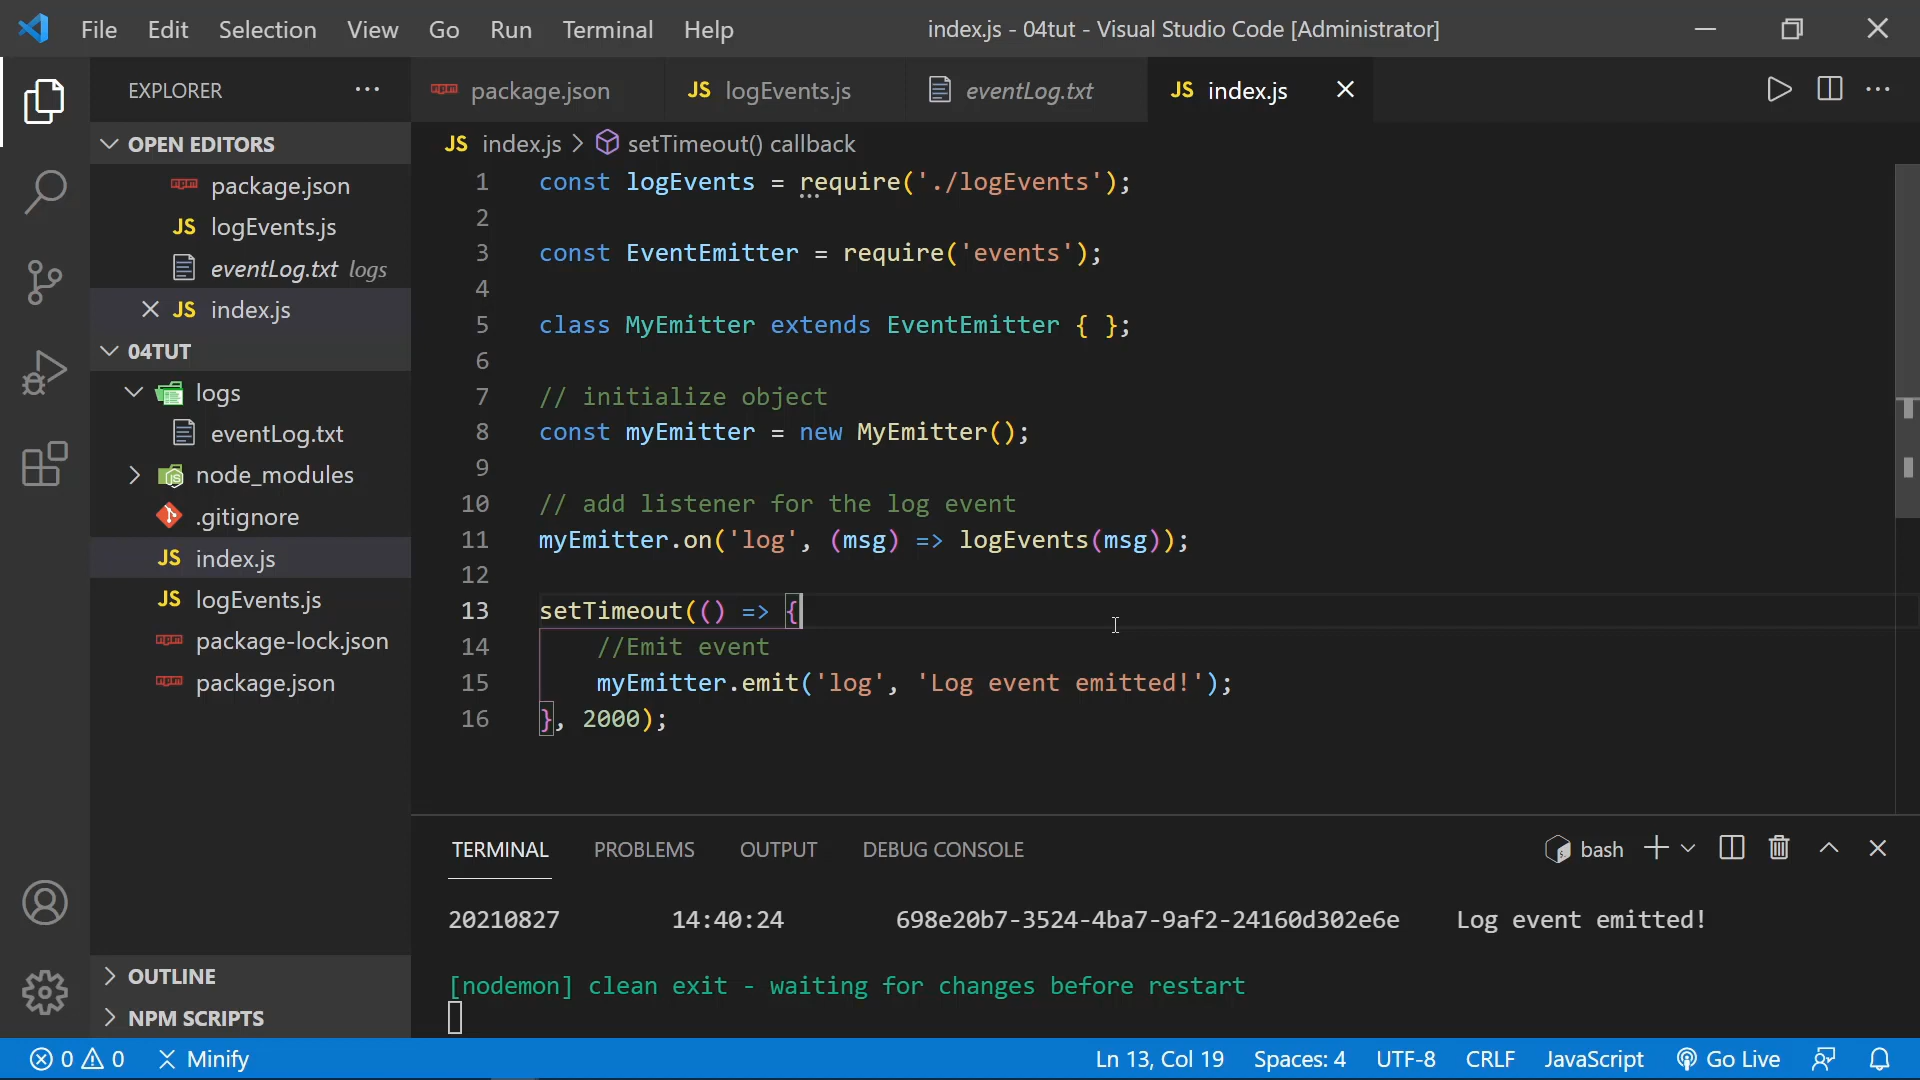 File Edit Selection View Go Run Terminal Help
index.js - 04tut - Visual Studio Code [Administrator]
EXPLORER
package.json
logEvents.js
eventLog.txt
JS index.js
OPEN EDITORS
package.json
JS logEvents.js
eventLog.txt logs
JS index.js
04TUT
logs
eventLog.txt
node_modules
.gitignore
JS index.js
JS logEvents.js
package-lock.json
package.json
OUTLINE
NPM SCRIPTS
JS index.js > setTimeout() callback
1 const logEvents = require('./logEvents');
2
3 const EventEmitter = require('events');
4
5 class MyEmitter extends EventEmitter { };
6
7 // initialize object
8 const myEmitter = new MyEmitter();
9
10 // add listener for the log event
11 myEmitter.on('log', (msg) => logEvents(msg));
12
13 setTimeout(() => {
14 //Emit event
15 myEmitter.emit('log', 'Log event emitted!');
16 }, 2000);
TERMINAL PROBLEMS OUTPUT DEBUG CONSOLE
bash
20210827 14:40:24 698e20b7-3524-4ba7-9af2-24160d302e6e Log event emitted!
[nodemon] clean exit - waiting for changes before restart
0 0 Minify
Ln 13, Col 19 Spaces: 4 UTF-8 CRLF JavaScript Go Live